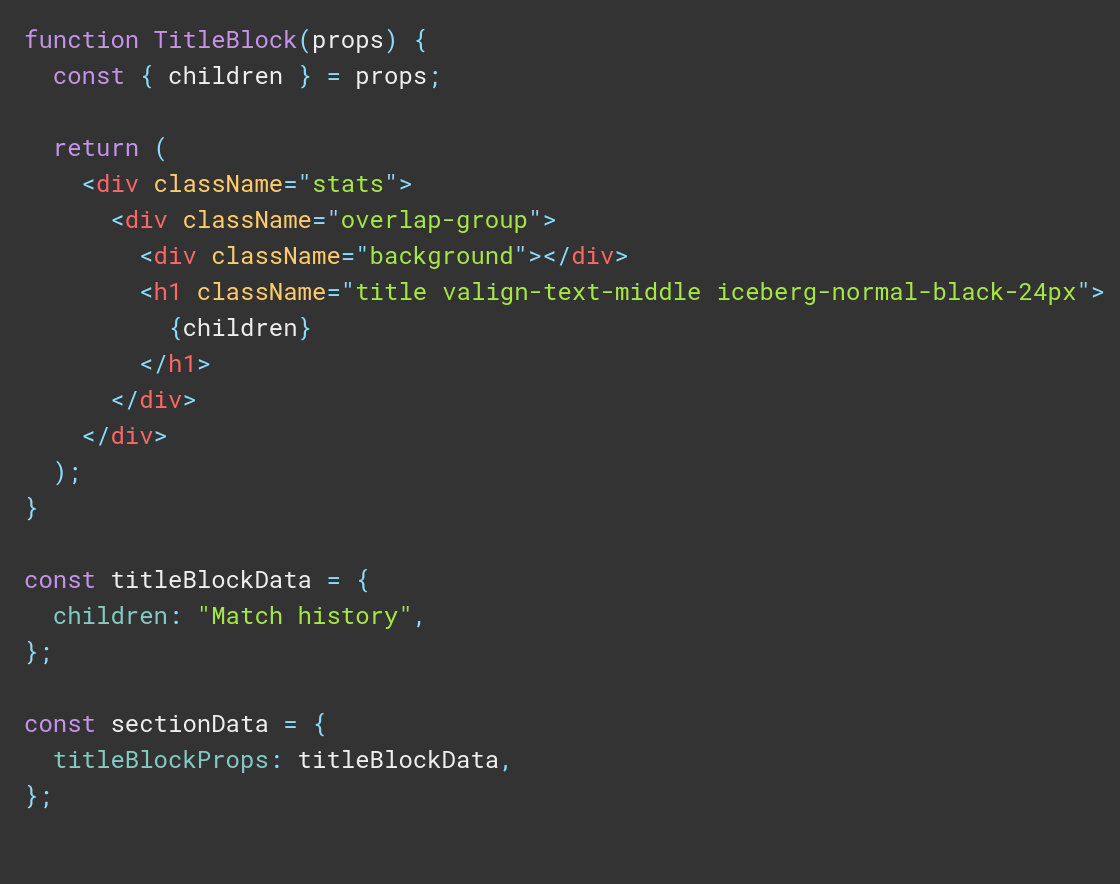 function TitleBlock(props) {
  const { children } = props;

  return (
    <div className="stats">
      <div className="overlap-group">
        <div className="background"></div>
        <h1 className="title valign-text-middle iceberg-normal-black-24px">
          {children}
        </h1>
      </div>
    </div>
  );
}

const titleBlockData = {
  children: "Match history",
};

const sectionData = {
  titleBlockProps: titleBlockData,
};